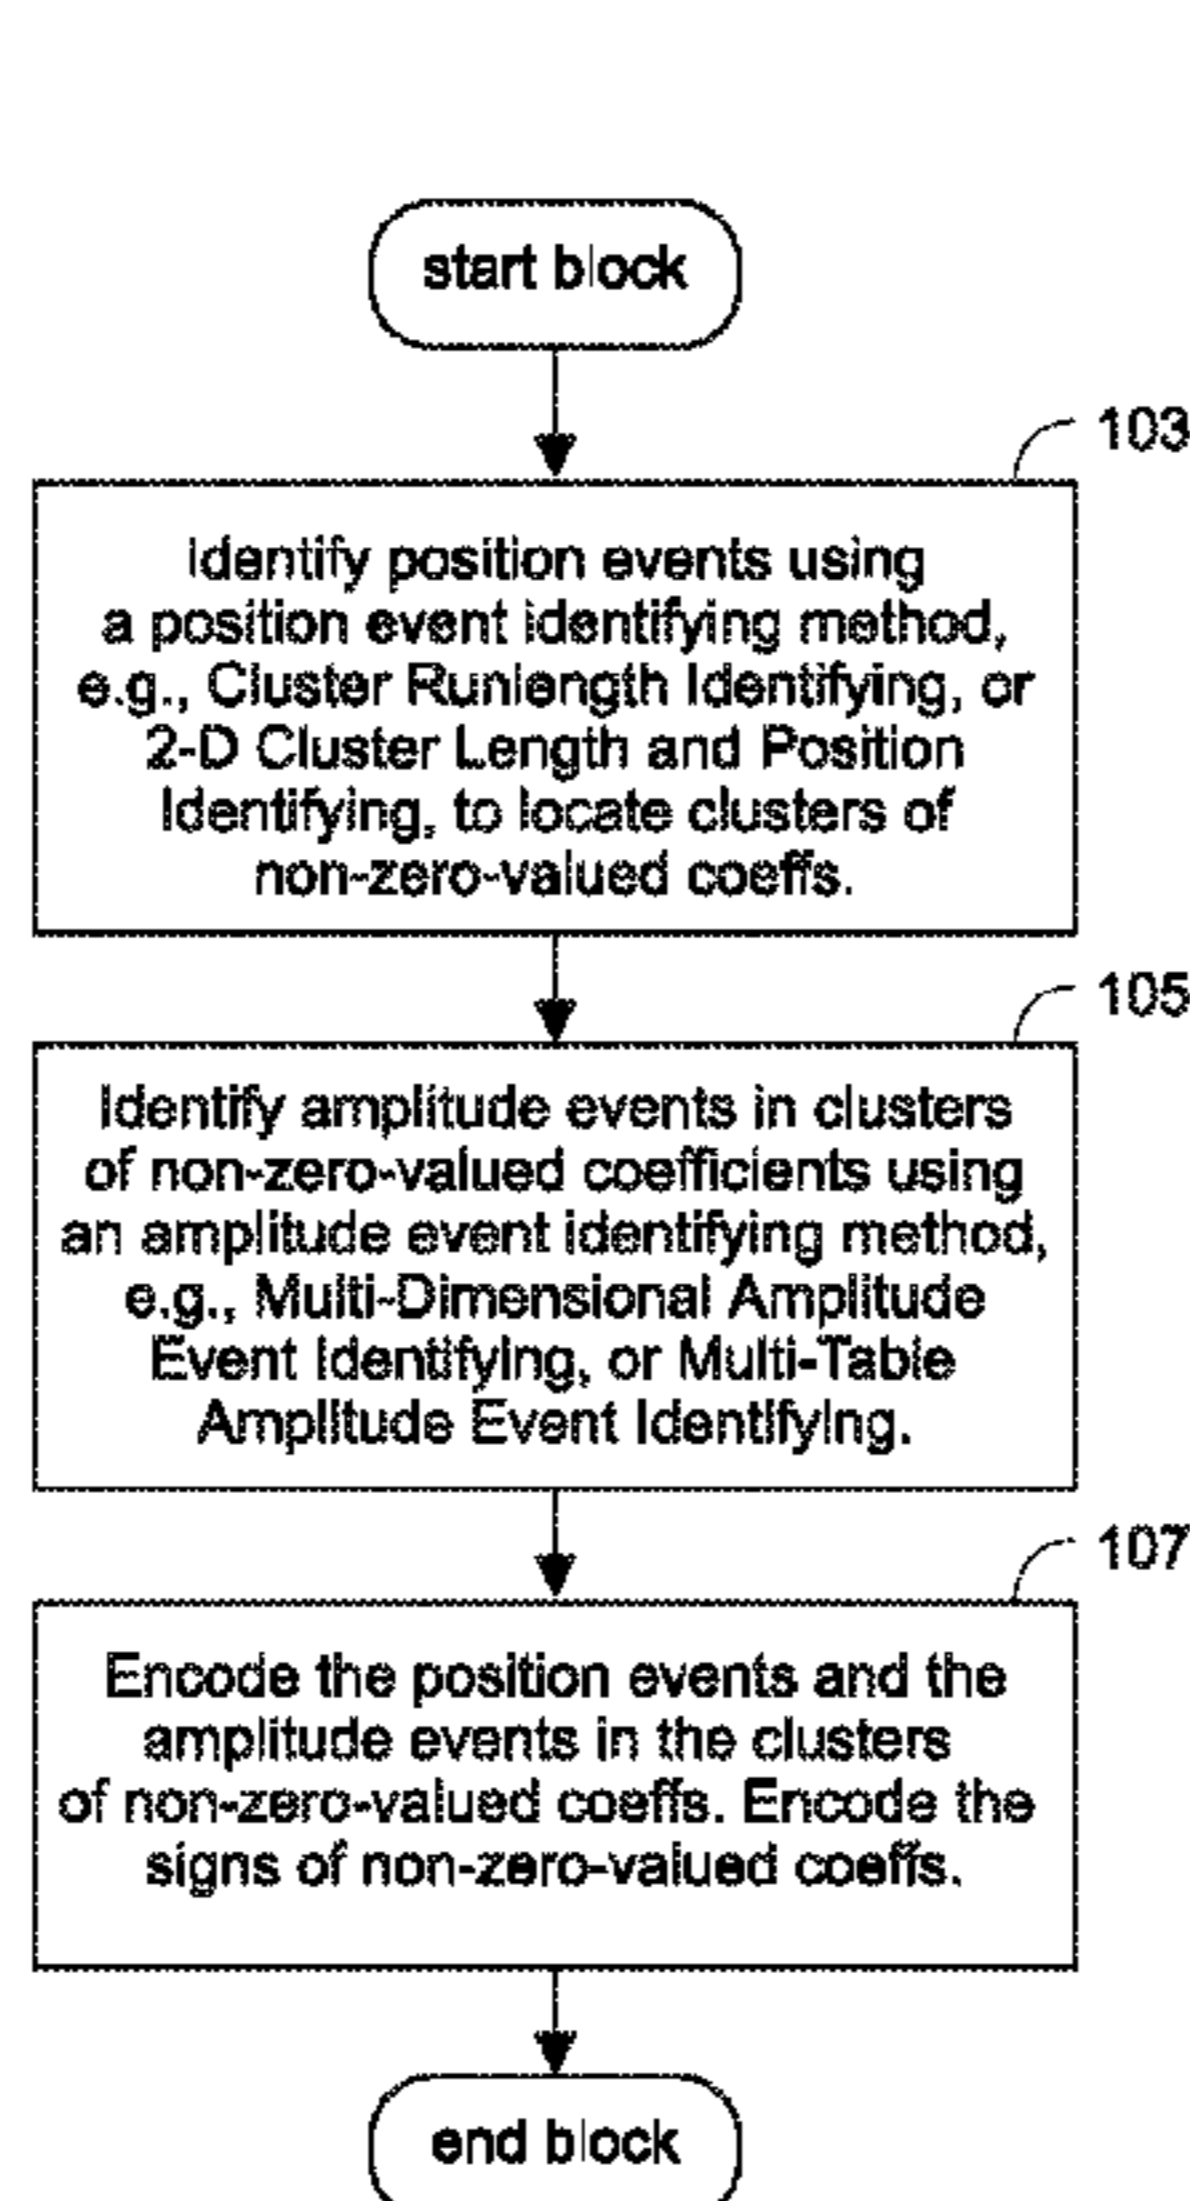 start block
103
Identify position events using
a position event identifying method,
e.g., Cluster Runlength Identifying, or
2-D Cluster Length and Position
Identifying, to locate clusters of
non-zero-valued coeffs.
105
Identify amplitude events in clusters
of non-zero-valued coefficients using
an amplitude event identifying method,
e.g., Multi-Dimensional Amplitude
Event Identifying, or Multi-Table
Amplitude Event Identifying.
107
Encode the position events and the
amplitude events in the clusters
of non-zero-valued coeffs. Encode the
signs of non-zero-valued coeffs.
end block